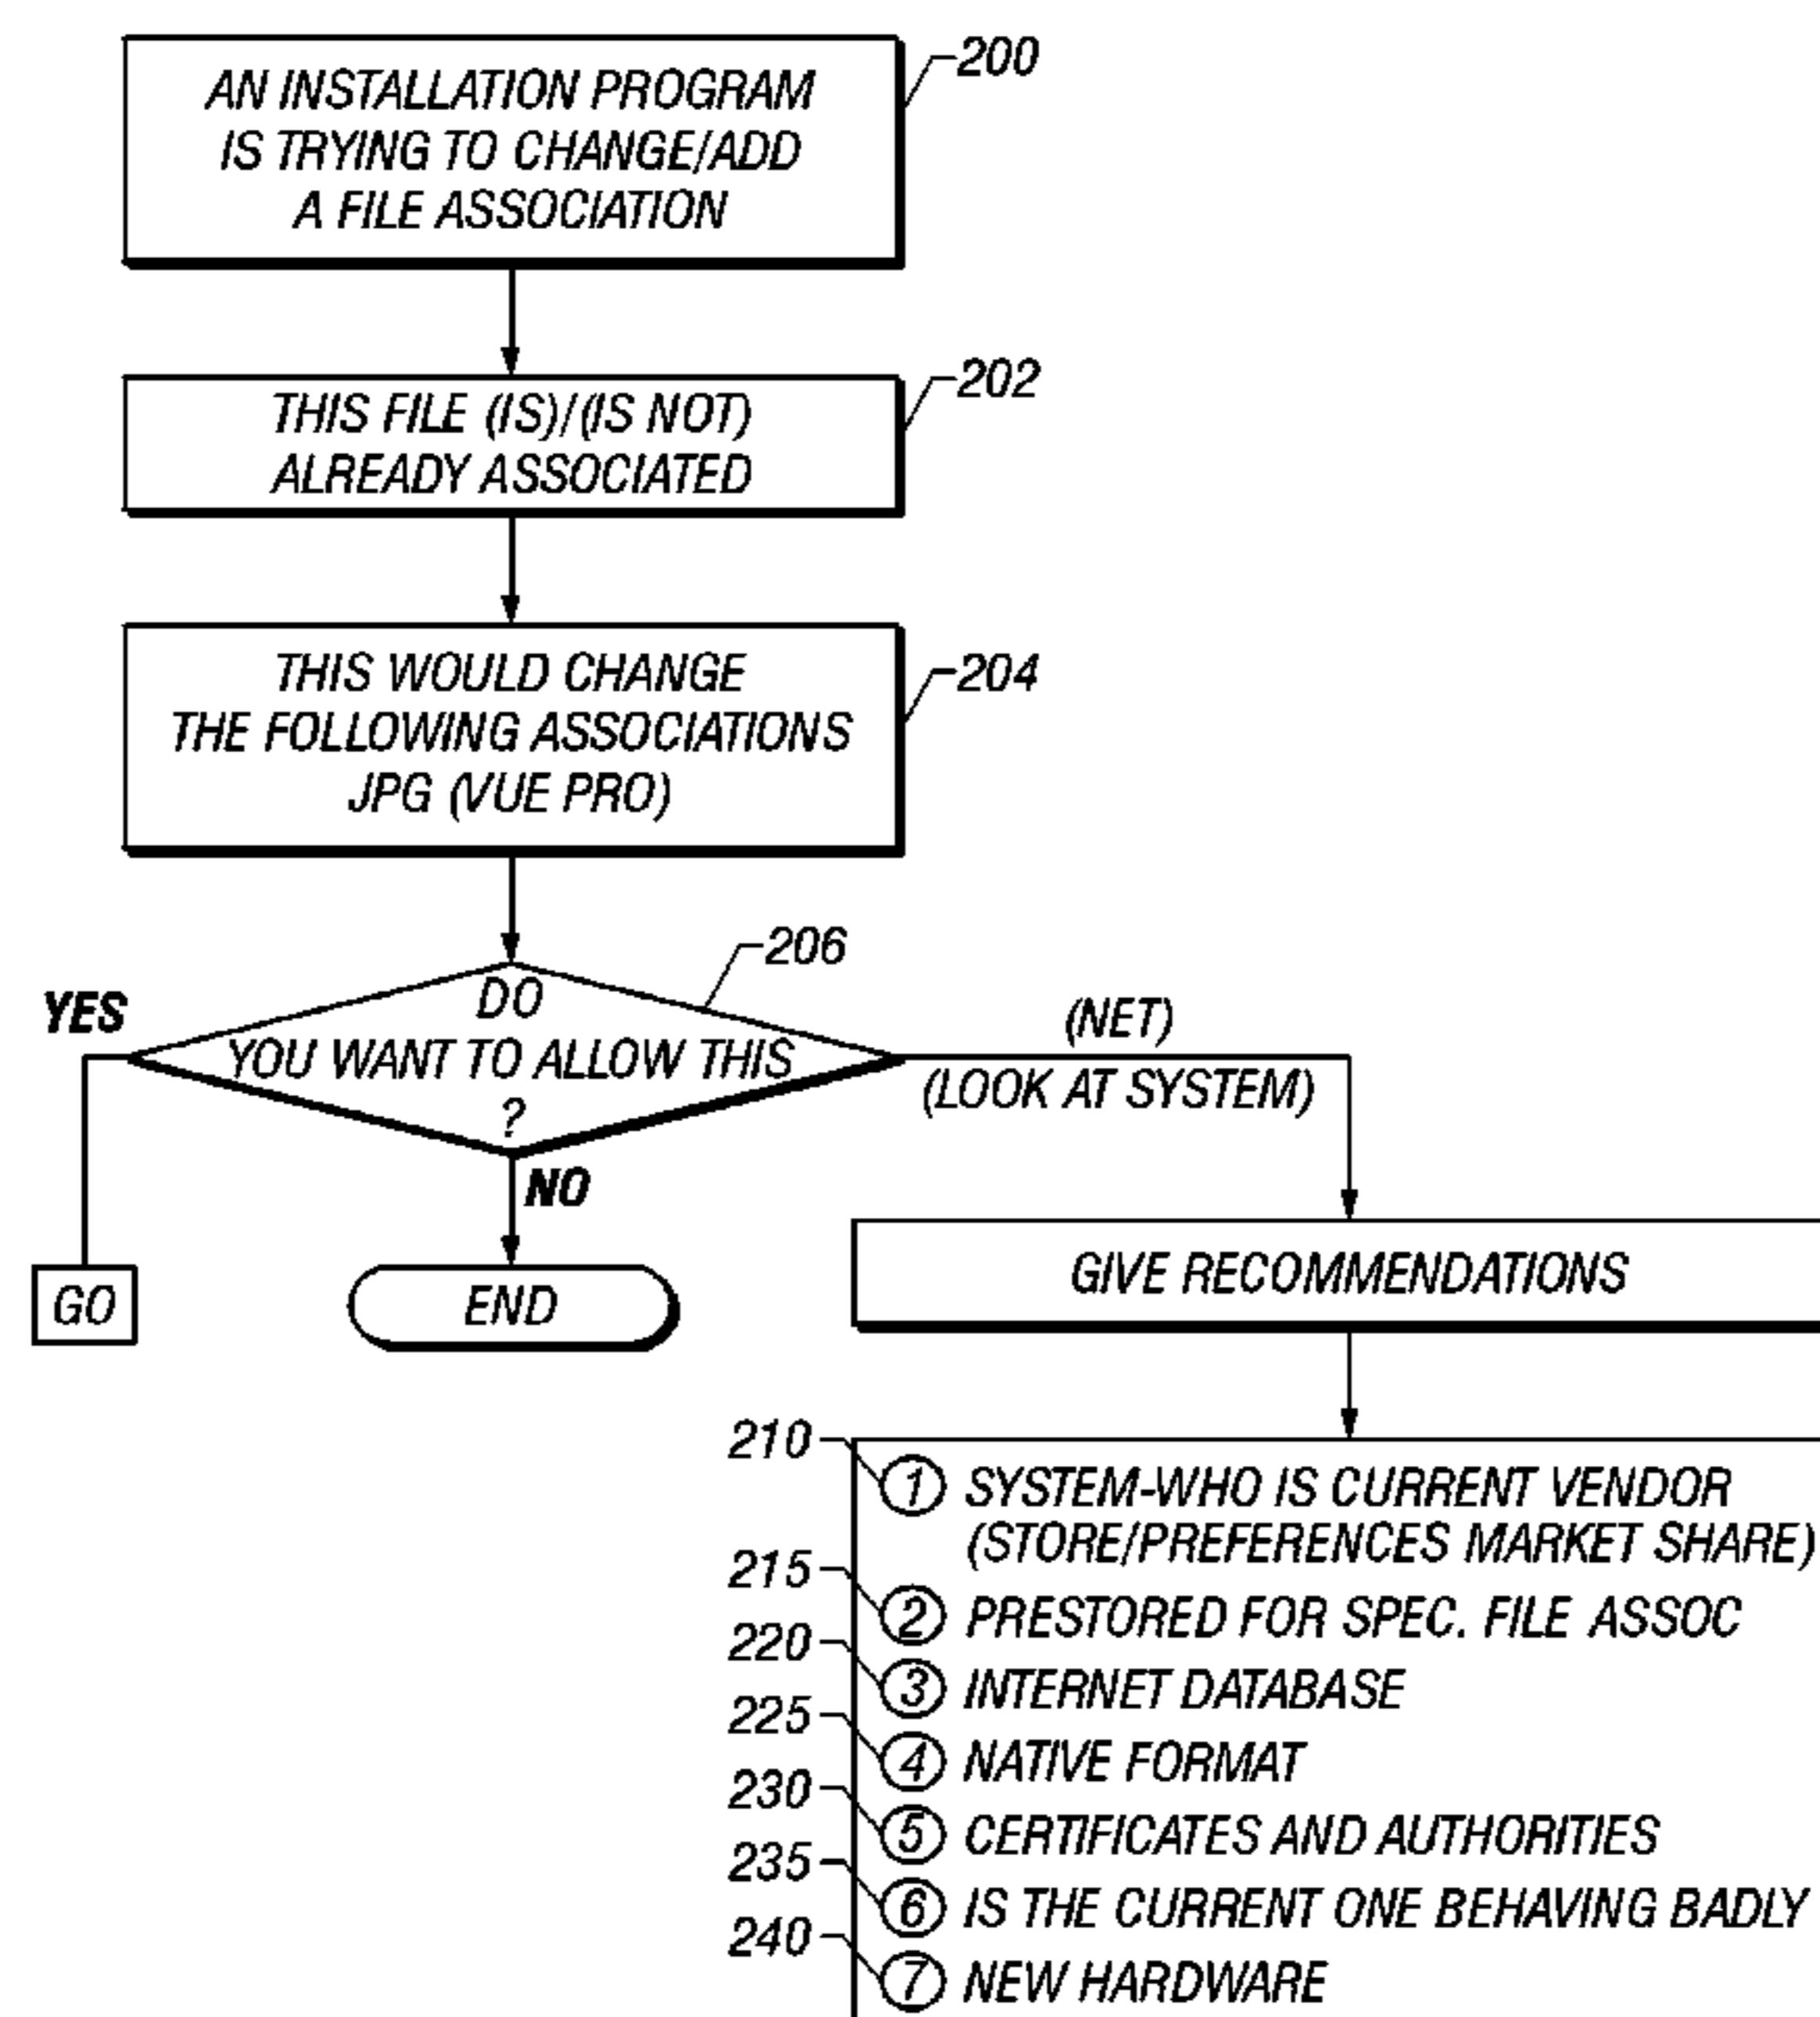 AN INSTALLATION PROGRAM
IS TRYING TO CHANGE/ADD
A FILE ASSOCIATION
200
THIS FILE (IS)/(IS NOT)
ALREADY ASSOCIATED
202
THIS WOULD CHANGE
THE FOLLOWING ASSOCIATIONS
JPG (VUE PRO)
204
206
DO
YOU WANT TO ALLOW THIS
?
YES
NO
(NET)
(LOOK AT SYSTEM)
GO
END
GIVE RECOMMENDATIONS
210
1 SYSTEM-WHO IS CURRENT VENDOR
(STORE/PREFERENCES MARKET SHARE)
215
2 PRESTORED FOR SPEC. FILE ASSOC
220
3 INTERNET DATABASE
225
4 NATIVE FORMAT
230
5 CERTIFICATES AND AUTHORITIES
235
6 IS THE CURRENT ONE BEHAVING BADLY
240
7 NEW HARDWARE